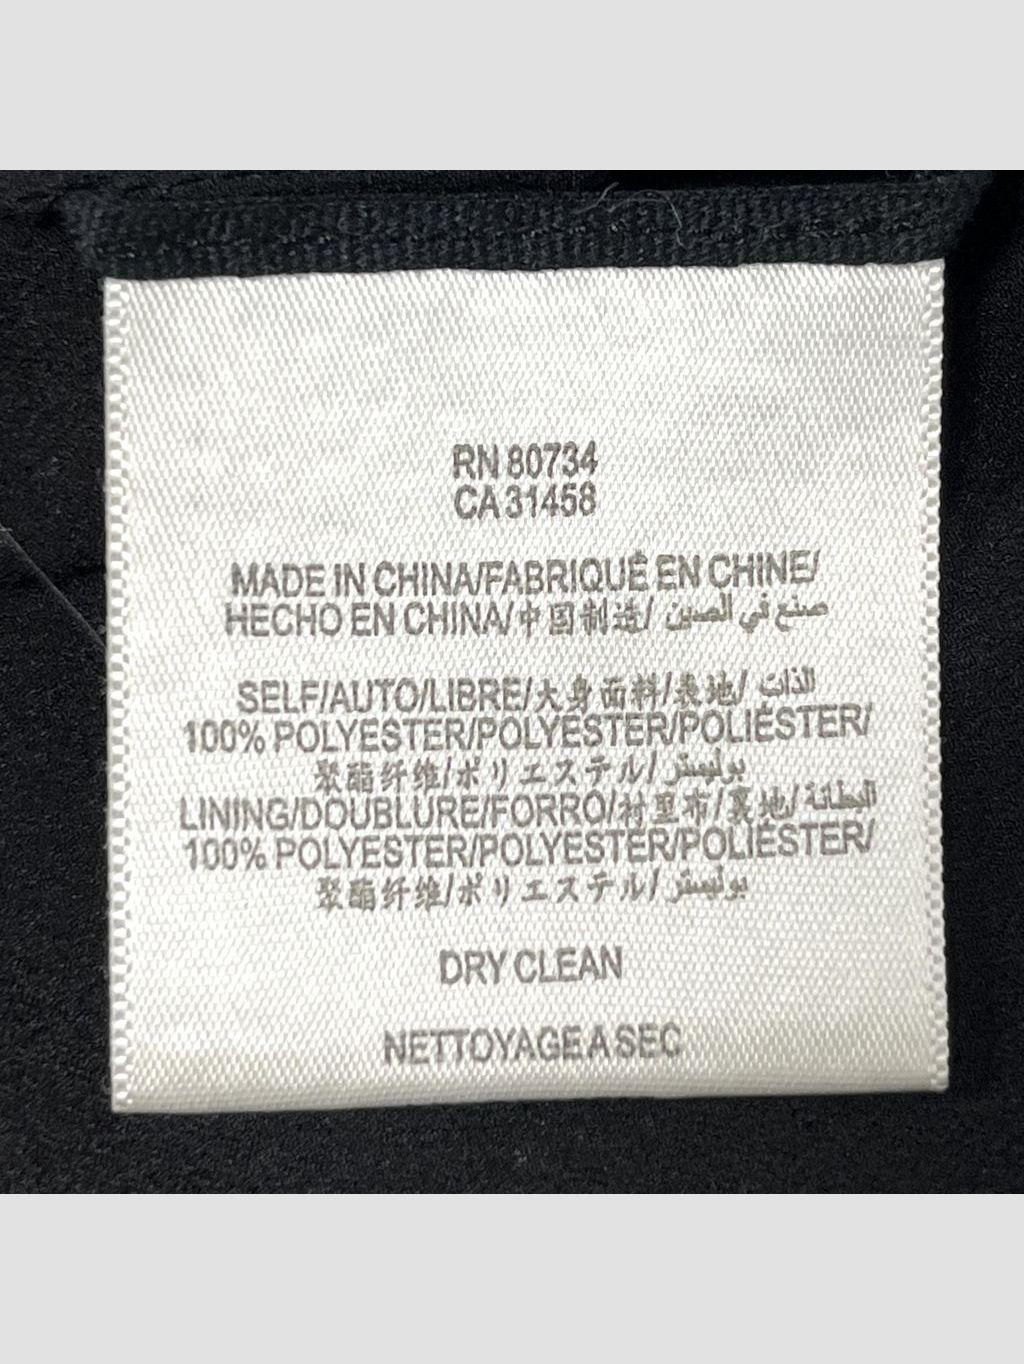 RN 80734
CA 31458
MADE IN CHINA/FABRIQUÉ EN CHINE/
HECHO EN CHINA/中国制造/ صنع في الصين
SELF/AUTO/LIBRE/大身面料/表地/ الذات
100% POLYESTER/POLYESTER/POLIÉSTER/
聚酯纤维/ポリエステル/ بوليستر
LINING/DOUBLURE/FORRO/衬里布/裏地/ البطانة
100% POLYESTER/POLYESTER/POLIÉSTER/
聚酯纤维/ポリエステル/ بوليستر
DRY CLEAN
NETTOYAGE A SEC